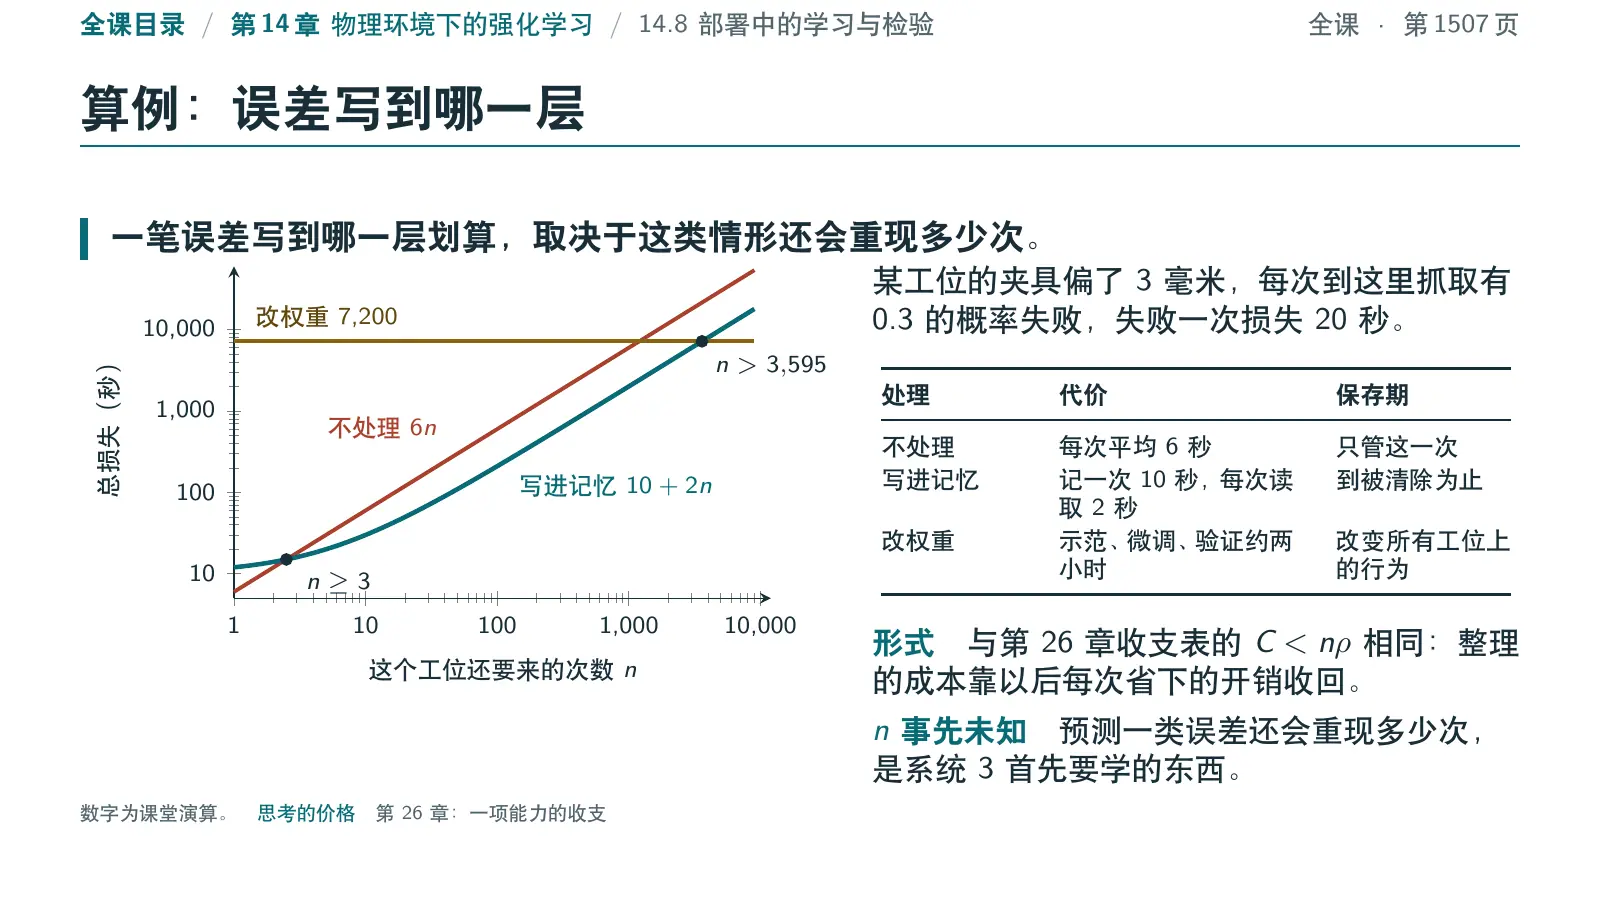 全课目录 / 第14章 物理环境下的强化学习 / 14.8 部署中的学习与检验
全课 · 第1507页
算例：误差写到哪一层
一笔误差写到哪一层划算，取决于这类情形还会重现多少次。
总损失（秒）
10,000
1,000
100
10
1
10
100
1,000
10,000
改权重 7,200
n > 3,595
不处理 6n
写进记忆 10 + 2n
n ≥ 3
这个工位还要来的次数 n
某工位的夹具偏了 3 毫米，每次到这里抓取有
0.3 的概率失败，失败一次损失 20 秒。
处理 代价 保存期
不处理 每次平均 6 秒 只管这一次
写进记忆 记一次 10 秒，每次读 到被清除为止
取 2 秒
改权重 示范、微调、验证约两 改变所有工位上
小时 的行为
形式 与第 26 章收支表的 C < nρ 相同：整理
的成本靠以后每次省下的开销收回。
n 事先未知 预测一类误差还会重现多少次，
是系统 3 首先要学的东西。
数字为课堂演算。 思考的价格 第 26 章：一项能力的收支